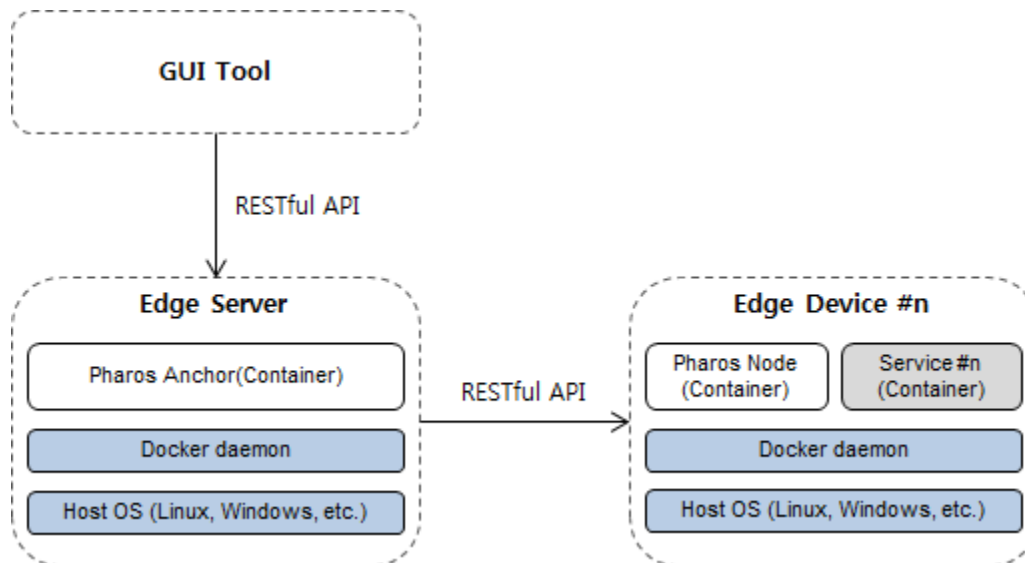 GUI Tool
RESTful API
Edge Server
Pharos Anchor(Container)
Docker daemon
Host OS (Linux, Windows, etc.)
RESTful API
Edge Device #n
Pharos Node
(Container)
Service #n
(Container)
Docker daemon
Host OS (Linux, Windows, etc.)